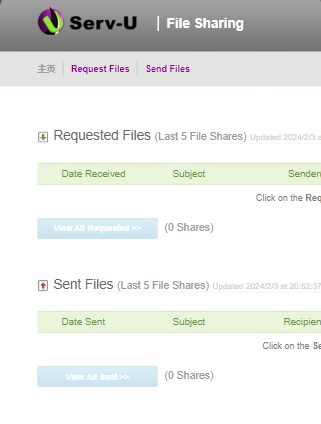 Serv-U | File Sharing
主页 Request Files Send Files
Requested Files (Last 5 File Shares) Updated 2024/2/3
Date Received Subject Sender
Click on the Req
View All Requested >> (0 Shares)
Sent Files (Last 5 File Shares) Updated 2024/2/3 at 20:52:37
Date Sent Subject Recipien
Click on the Se
View All Sent >> (0 Shares)